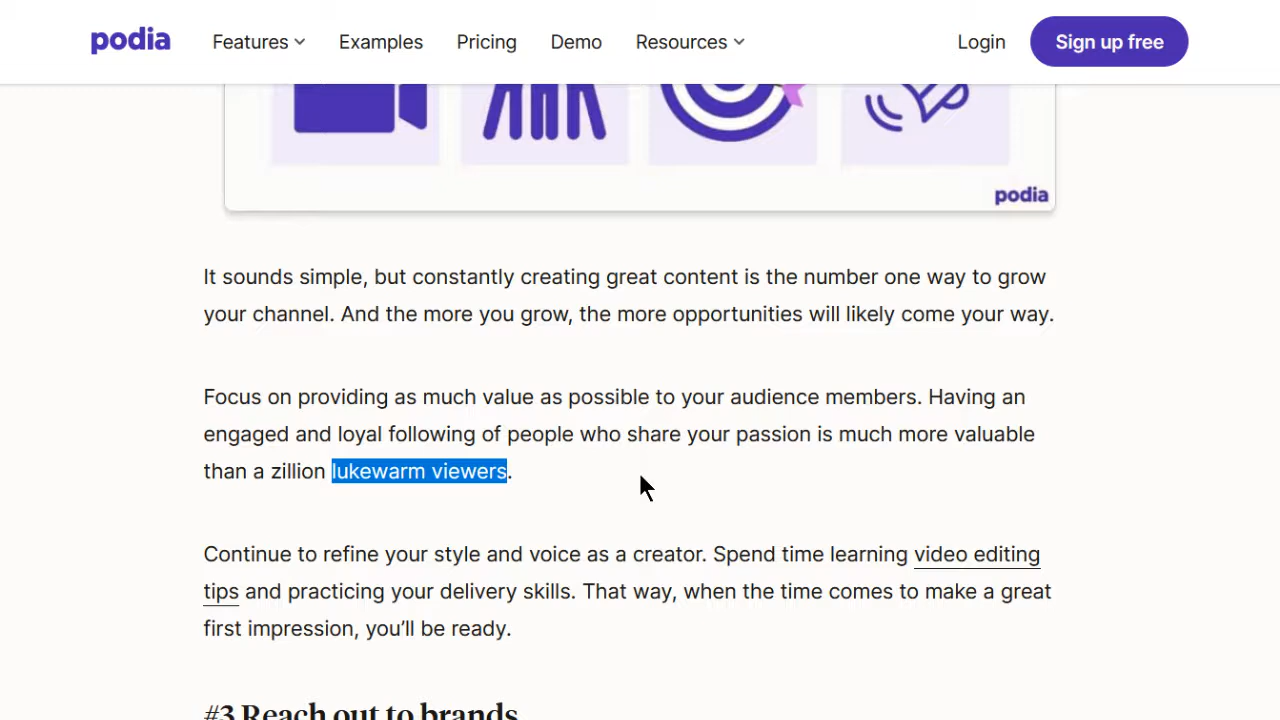 podia
Features
Examples
Pricing
Demo
Resources
Login
Sign up free
podia
It sounds simple, but constantly creating great content is the number one way to grow
your channel. And the more you grow, the more opportunities will likely come your way.
Focus on providing as much value as possible to your audience members. Having an
engaged and loyal following of people who share your passion is much more valuable
than a zillion lukewarm viewers.
Continue to refine your style and voice as a creator. Spend time learning video editing
tips and practicing your delivery skills. That way, when the time comes to make a great
first impression, you’ll be ready.
#3 Reach out to brands